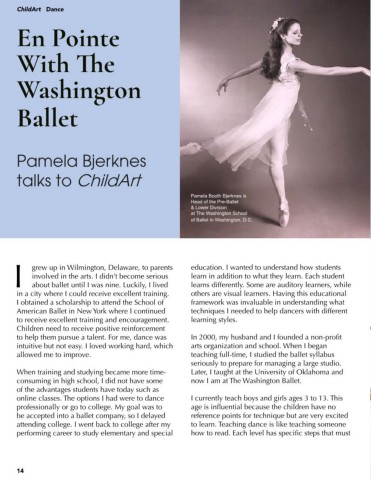 ChildArt Dance
En Pointe
With The
Washington
Ballet
Pamela Bjerknes
talks to ChildArt
Pamela Booth Bjerknes is
Head of the Pre-Ballet
& Lower Division
at The Washington School
of Ballet in Washington, D.C.
I grew up in Wilmington, Delaware, to parents
involved in the arts. I didn't become serious
about ballet until I was nine. Luckily, I lived
in a city where I could receive excellent training.
I obtained a scholarship to attend the School of
American Ballet in New York where I continued
to receive excellent training and encouragement.
Children need to receive positive reinforcement
to help them pursue a talent. For me, dance was
intuitive but not easy. I loved working hard, which
allowed me to improve.
When training and studying became more time-
consuming in high school, I did not have some
of the advantages students have today such as
online classes. The options I had were to dance
professionally or go to college. My goal was to
be accepted into a ballet company, so I delayed
attending college. I went back to college after my
performing career to study elementary and special
education. I wanted to understand how students
learn in addition to what they learn. Each student
learns differently. Some are auditory learners, while
others are visual learners. Having this educational
framework was invaluable in understanding what
techniques I needed to help dancers with different
learning styles.
In 2000, my husband and I founded a non-profit
arts organization and school. When I began
teaching full-time, I studied the ballet syllabus
seriously to prepare for managing a large studio.
Later, I taught at the University of Oklahoma and
now I am at The Washington Ballet.
I currently teach boys and girls ages 3 to 13. This
age is influential because the children have no
reference points for technique but are very excited
to learn. Teaching dance is like teaching someone
how to read. Each level has specific steps that must
14